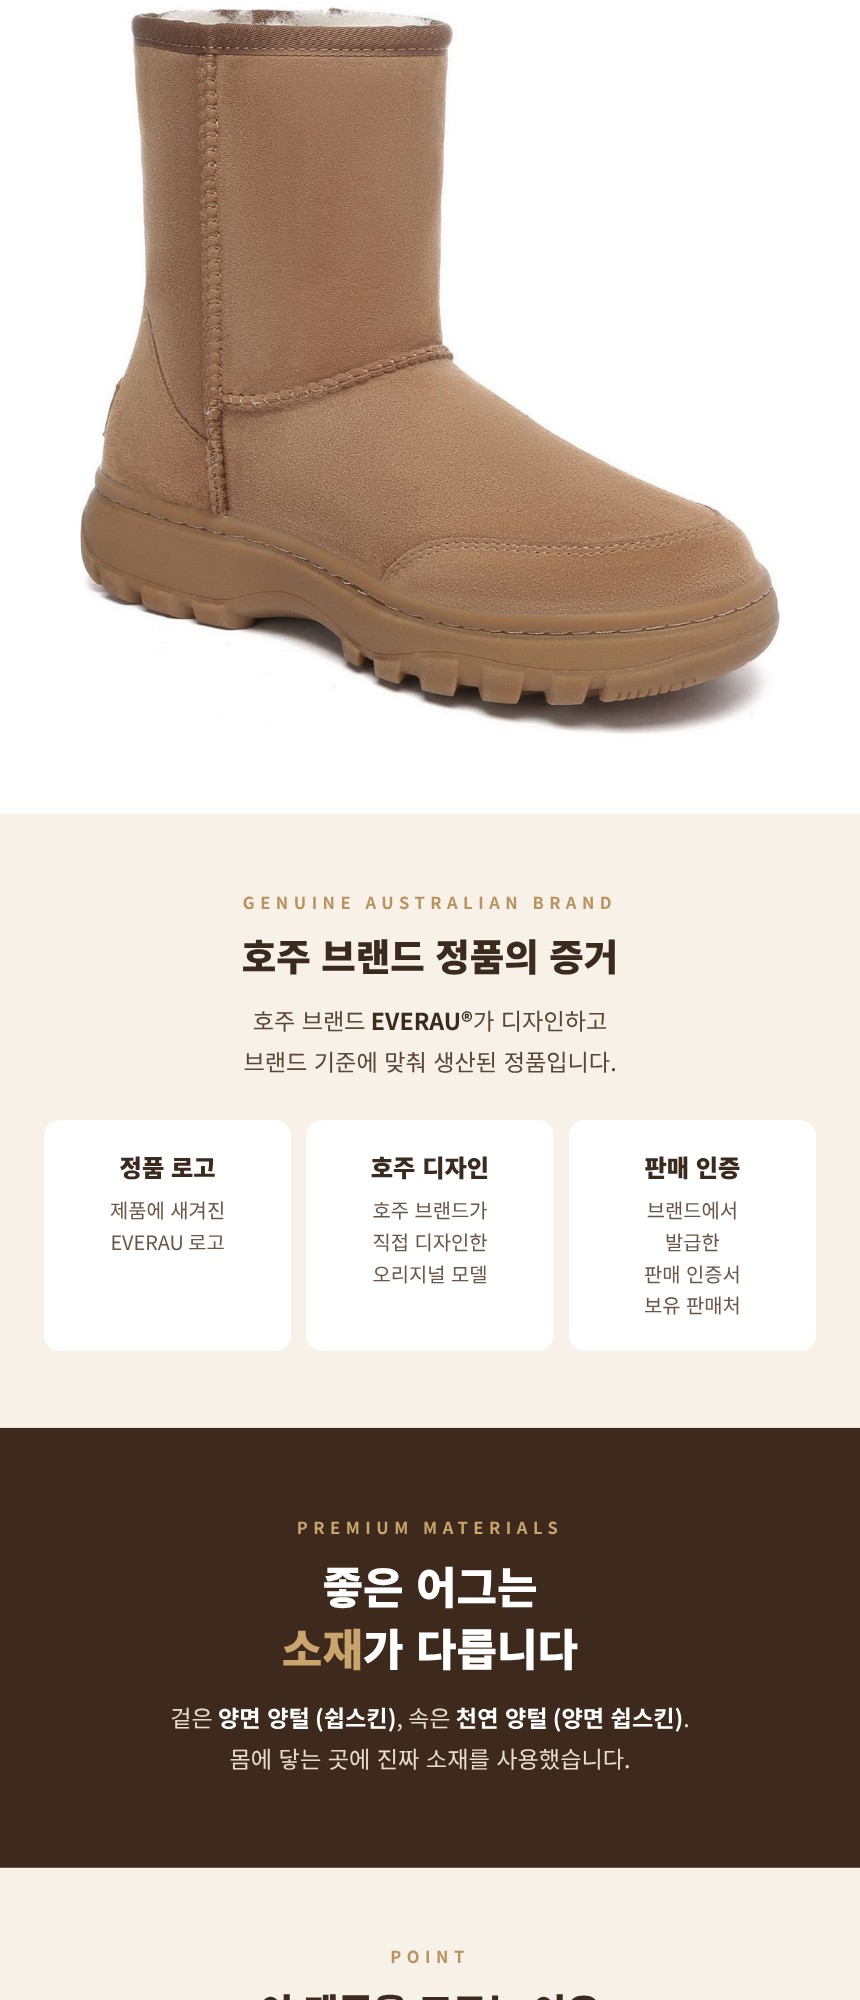 GENUINE AUSTRALIAN BRAND
호주 브랜드 정품의 증거
호주 브랜드 EVERAU®가 디자인하고
브랜드 기준에 맞춰 생산된 정품입니다.
정품 로고
제품에 새겨진
EVERAU 로고
호주 디자인
호주 브랜드가
직접 디자인한
오리지널 모델
판매 인증
브랜드에서
발급한
판매 인증서
보유 판매처
PREMIUM MATERIALS
좋은 어그는
소재가 다릅니다
겉은 양면 양털 (쉽스킨), 속은 천연 양털 (양면 쉽스킨).
몸에 닿는 곳에 진짜 소재를 사용했습니다.
POINT